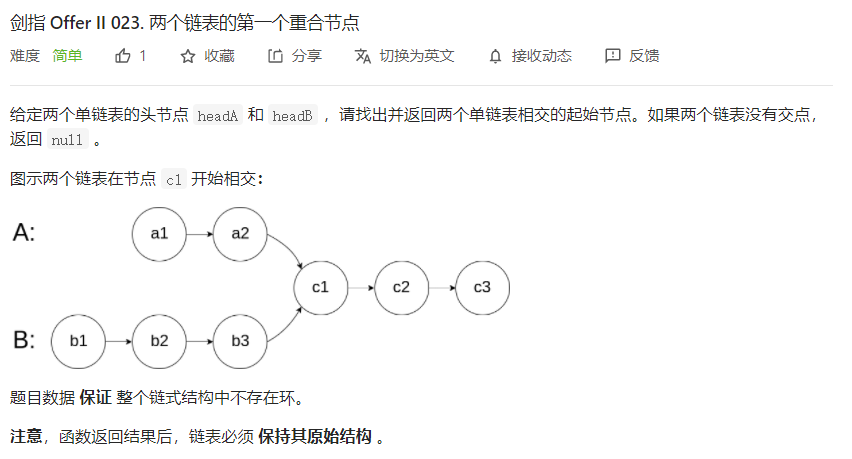 剑指 Offer II 023. 两个链表的第一个重合节点
难度 简单 1 收藏 分享 切换为英文 接收动态 反馈
给定两个单链表的头节点 headA 和 headB ，请找出并返回两个单链表相交的起始节点。如果两个链表没有交点，
返回 null 。
图示两个链表在节点 c1 开始相交：
A: a1 a2
c1 c2 c3
B: b1 b2 b3
题目数据 保证 整个链式结构中不存在环。
注意，函数返回结果后，链表必须 保持其原始结构 。